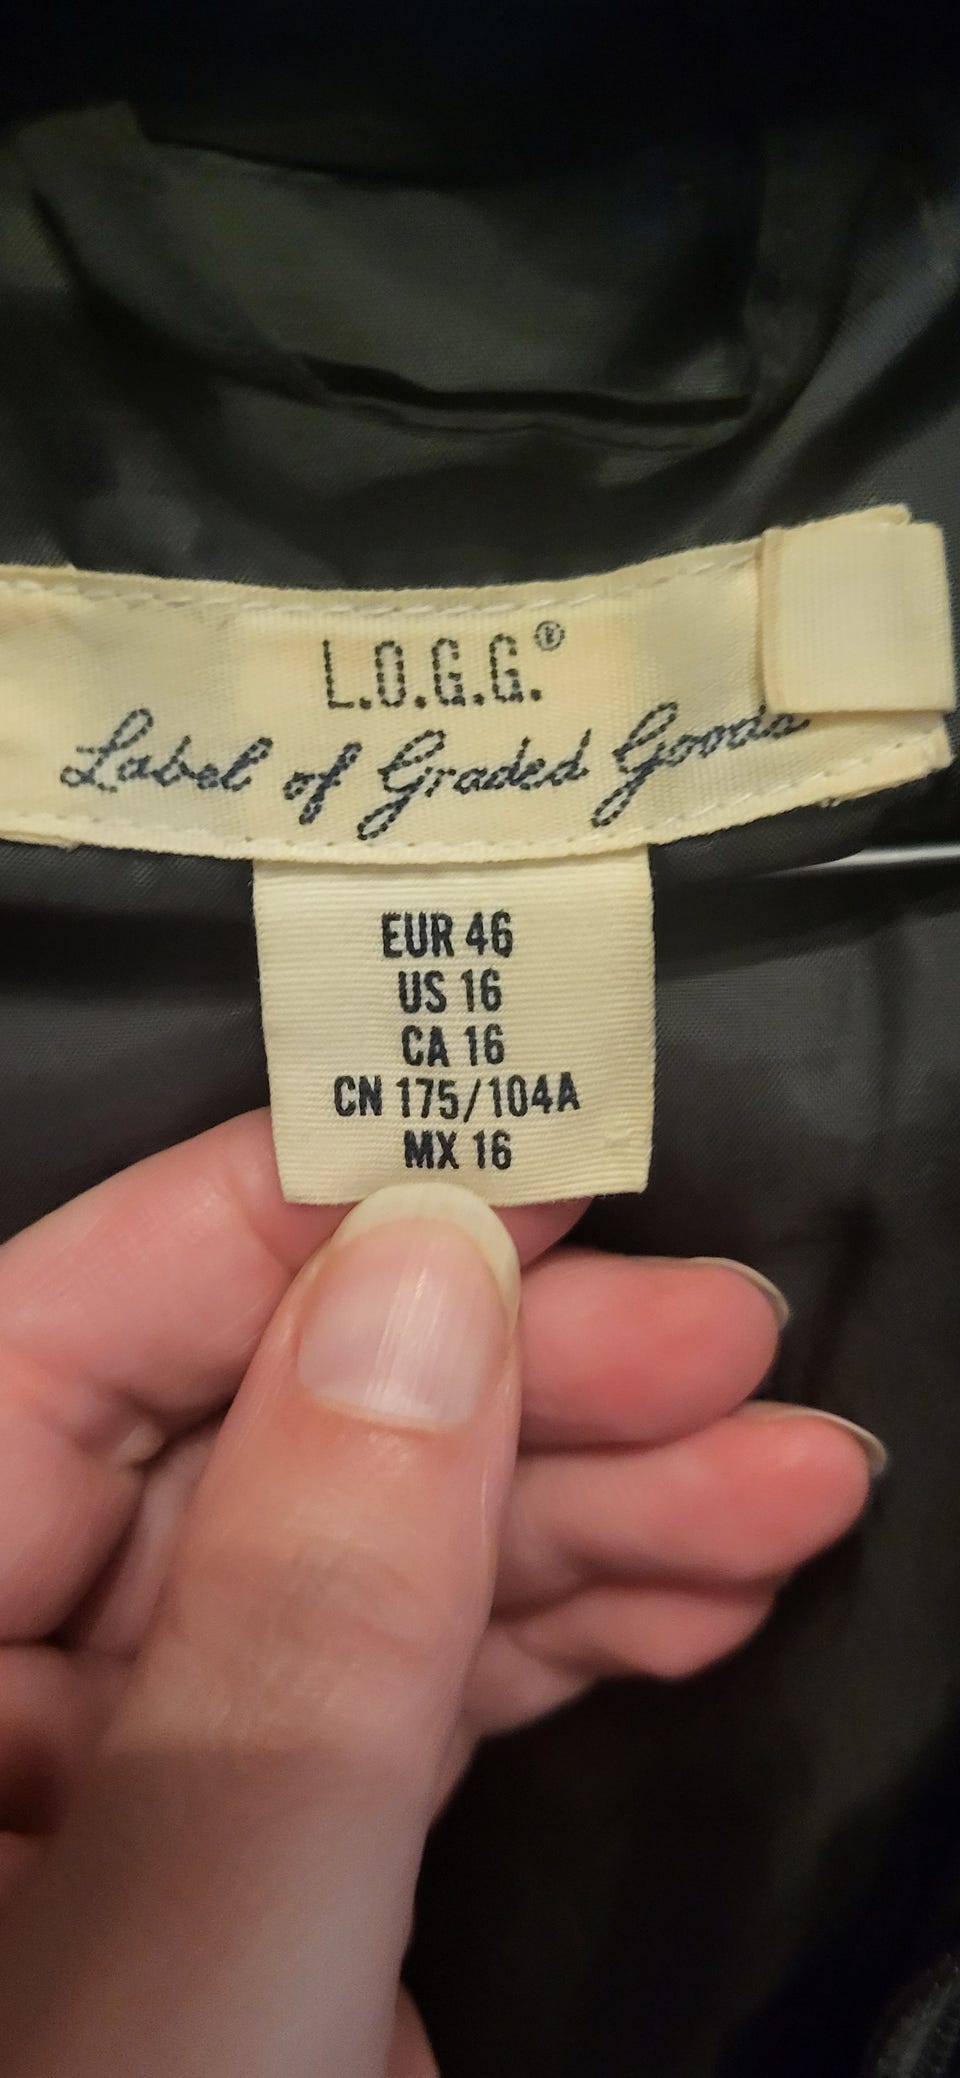 L.O.G.G.®
Label of Graded Goods
EUR 46
US 16
CA 16
CN 175/104A
MX 16